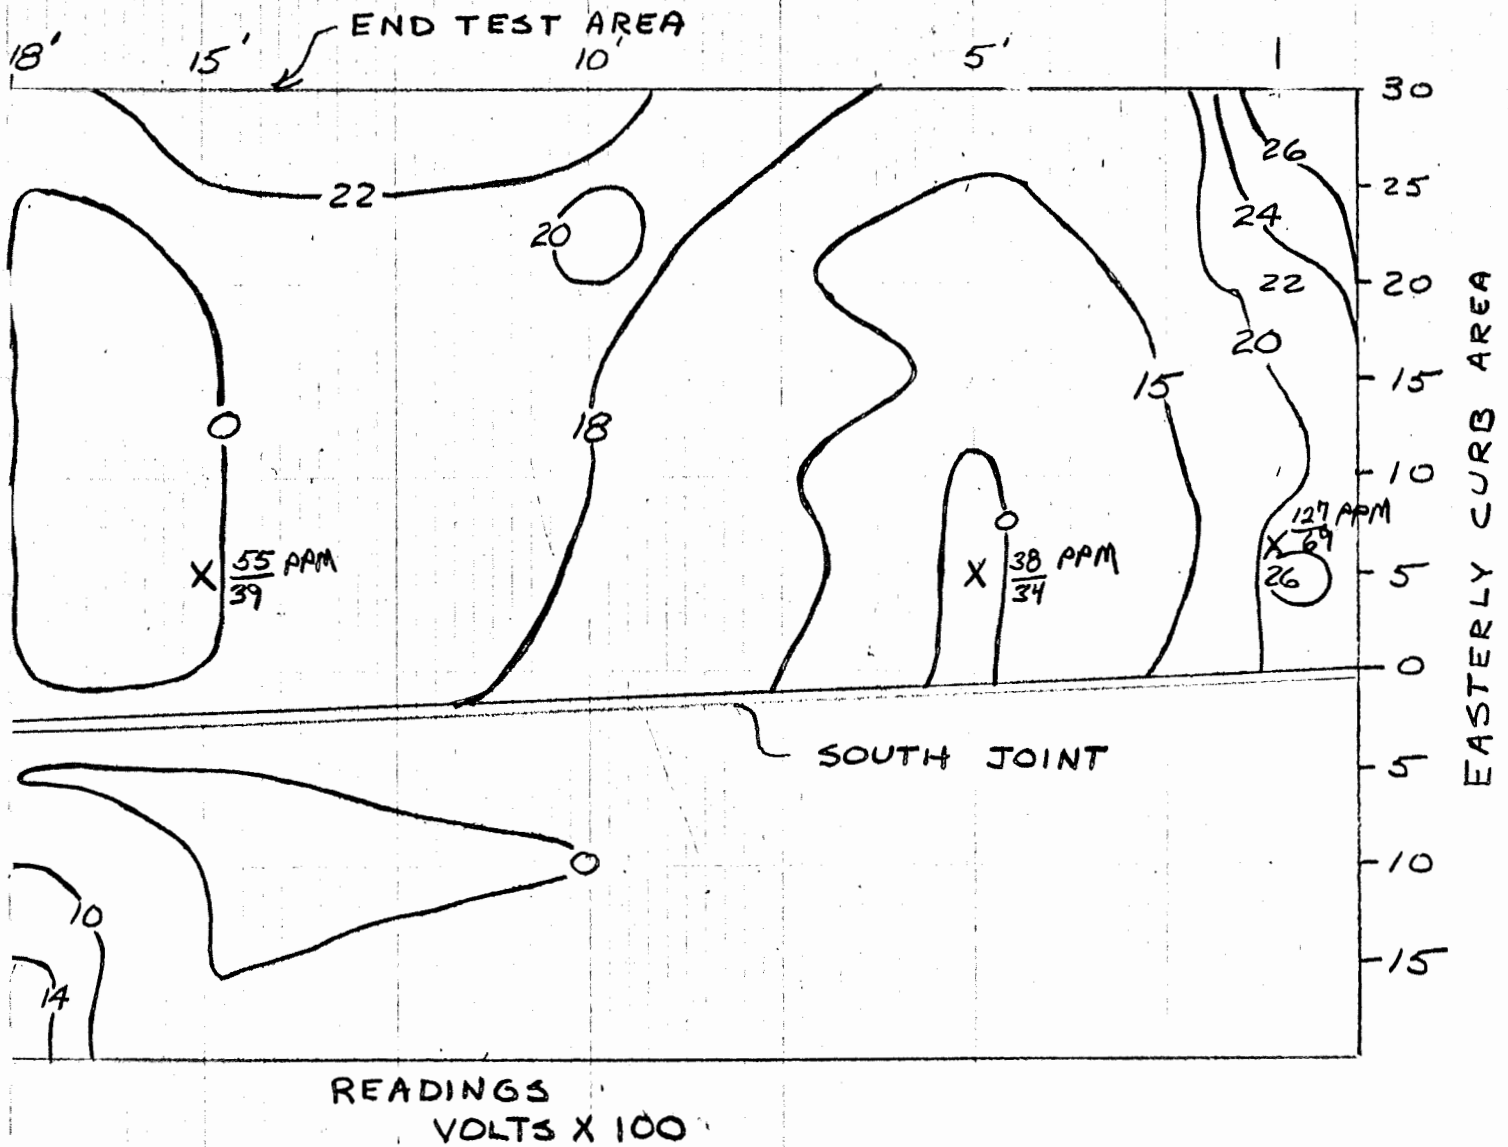 END TEST AREA
18' 15' 10' 5' 1
30
26
25
22
24
20
22 20
20
15 15
18
0
10
0
127 PPM
69
55 PPM
39
38 PPM
34
5
26
0
SOUTH JOINT
5
0
10
10
15
14
EASTERLY CURB AREA
READINGS
VOLTS X 100